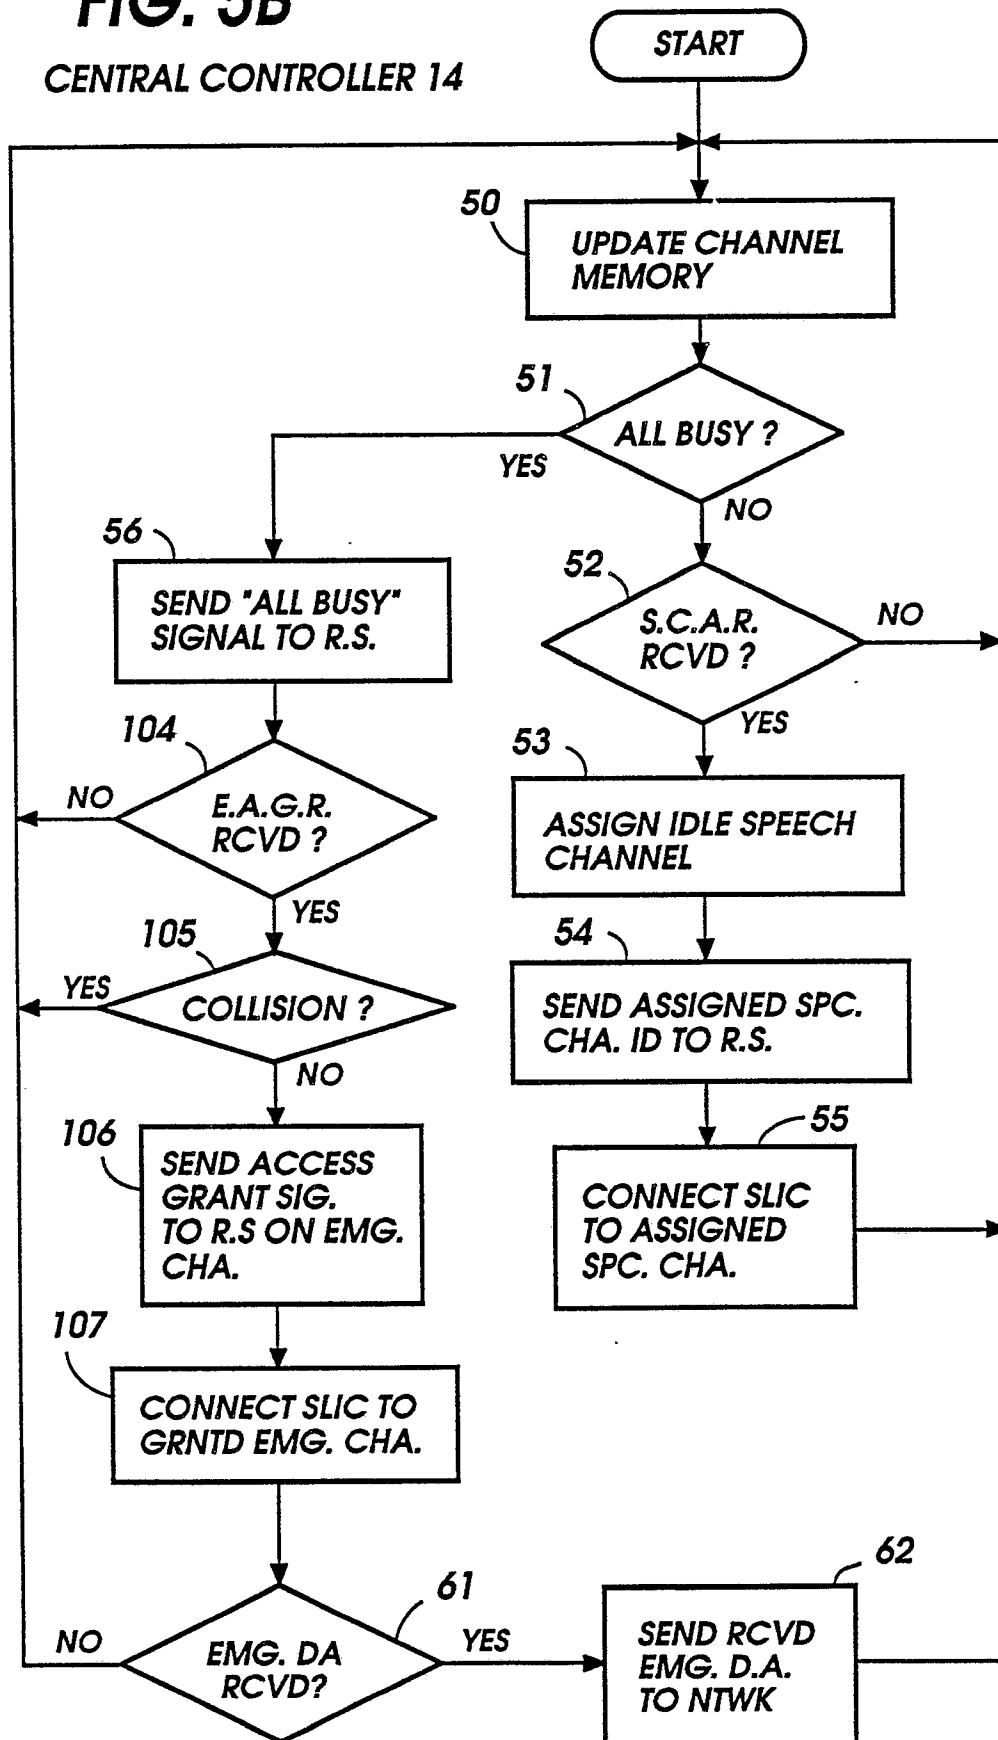 FIG. 5B
CENTRAL CONTROLLER 14
START
50
UPDATE CHANNEL
MEMORY
51
ALL BUSY ?
YES
NO
56
SEND "ALL BUSY"
SIGNAL TO R.S.
52
S.C.A.R.
RCVD ?
NO
YES
104
E.A.G.R.
RCVD ?
NO
YES
53
ASSIGN IDLE SPEECH
CHANNEL
105
COLLISION ?
YES
NO
54
SEND ASSIGNED SPC.
CHA. ID TO R.S.
106
SEND ACCESS
GRANT SIG.
TO R.S ON EMG.
CHA.
55
CONNECT SLIC
TO ASSIGNED
SPC. CHA.
107
CONNECT SLIC TO
GRNTD EMG. CHA.
61
EMG. DA
RCVD?
NO
YES
62
SEND RCVD
EMG. D.A.
TO NTWK